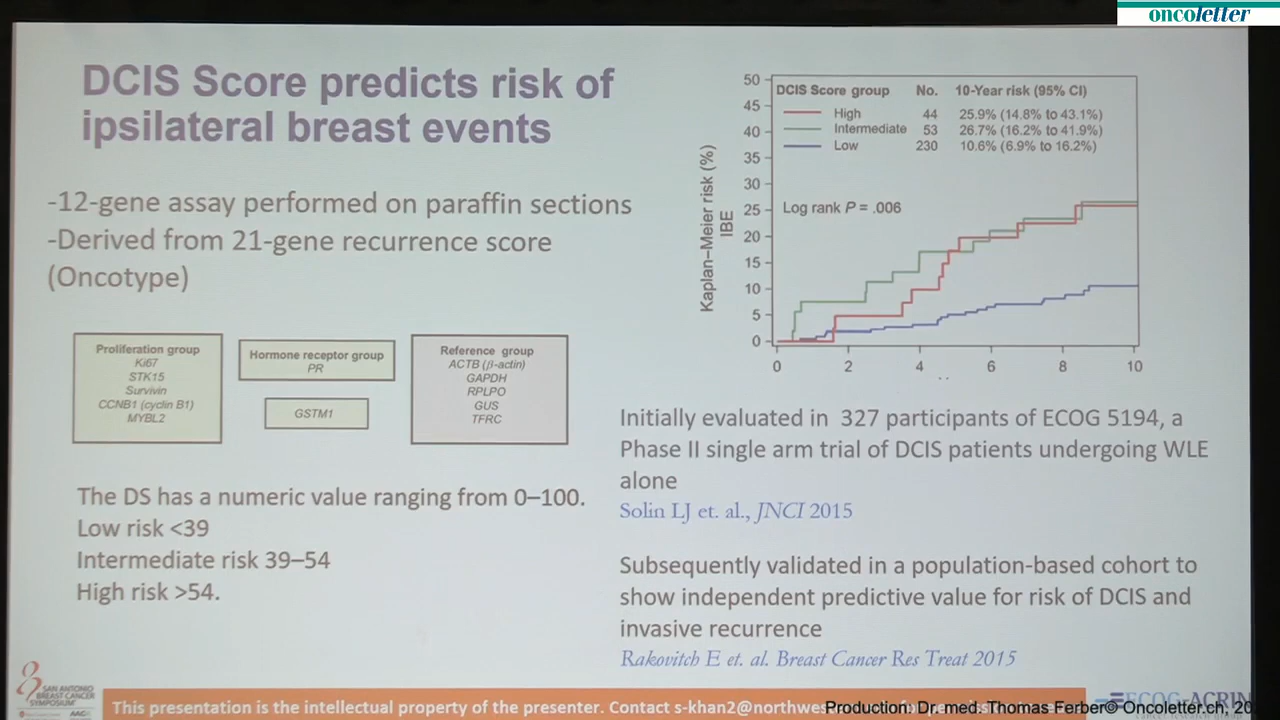 oncoletter
DCIS Score predicts risk of
ipsilateral breast events
-12-gene assay performed on paraffin sections
-Derived from 21-gene recurrence score
(Oncotype)
Proliferation group
Ki67
STK15
Survivin
CCNB1 (cyclin B1)
MYBL2
Hormone receptor group
PR
GSTM1
Reference group
ACTB (β-actin)
GAPDH
RPLPO
GUS
TFRC
The DS has a numeric value ranging from 0–100.
Low risk <39
Intermediate risk 39–54
High risk >54.
DCIS Score group No. 10-Year risk (95% CI)
High 44 25.9% (14.8% to 43.1%)
Intermediate 53 26.7% (16.2% to 41.9%)
Low 230 10.6% (6.9% to 16.2%)
Log rank P = .006
Kaplan–Meier risk (%)
IBE
50
45
40
35
30
25
20
15
10
5
0
0 2 4 6 8 10
Initially evaluated in 327 participants of ECOG 5194, a
Phase II single arm trial of DCIS patients undergoing WLE
alone
Solin LJ et. al., JNCI 2015
Subsequently validated in a population-based cohort to
show independent predictive value for risk of DCIS and
invasive recurrence
Rakovitch E et. al. Breast Cancer Res Treat 2015
SAN ANTONIO
BREAST CANCER
SYMPOSIUM
This presentation is the intellectual property of the presenter. Contact s-khan2@northwes
ECOG-ACRIN
Production: Dr. med. Thomas Ferber© Oncoletter.ch, 20